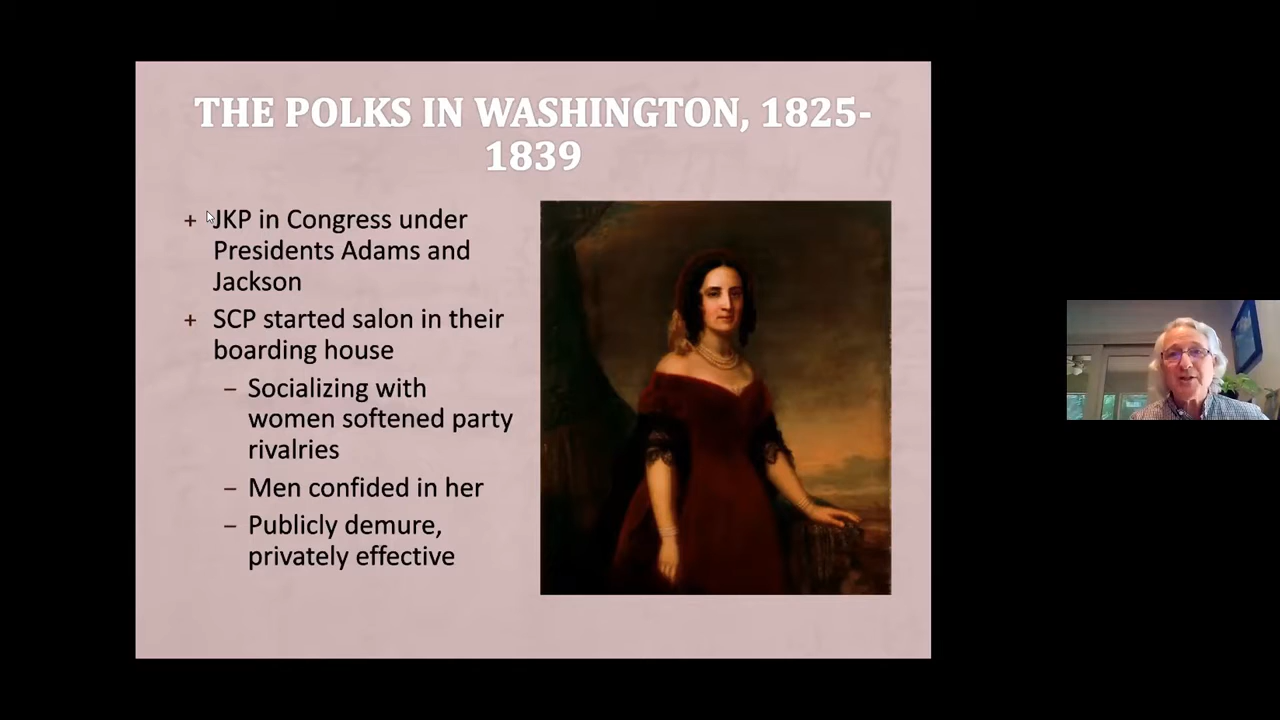 THE POLKS IN WASHINGTON, 1825-
1839
+ JKP in Congress under
Presidents Adams and
Jackson
+ SCP started salon in their
boarding house
– Socializing with
women softened party
rivalries
– Men confided in her
– Publicly demure,
privately effective